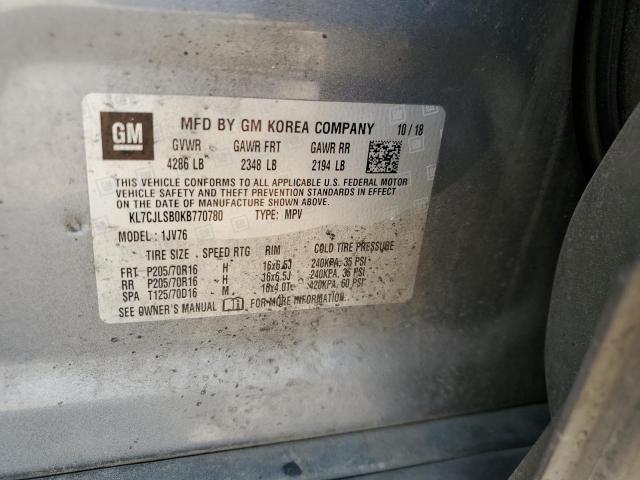 GM MFD BY GM KOREA COMPANY 10/18
GVWR GAWR FRT GAWR RR
4286 LB 2348 LB 2194 LB
THIS VEHICLE CONFORMS TO ALL APPLICABLE U.S. FEDERAL MOTOR
VEHICLE SAFETY AND THEFT PREVENTION STANDARDS IN EFFECT
ON THE DATE OF MANUFACTURE SHOWN ABOVE.
KL7CJLSB0KB770780 TYPE: MPV
MODEL: 1JV76
TIRE SIZE SPEED RTG RIM COLD TIRE PRESSURE
FRT P205/70R16 H 16x6.5J 240KPA, 35 PSI
RR P205/70R16 H 16x6.5J 240KPA, 35 PSI
SPA T125/70D16 M 16x4.0T 420KPA, 60 PSI
SEE OWNER'S MANUAL FOR MORE INFORMATION.